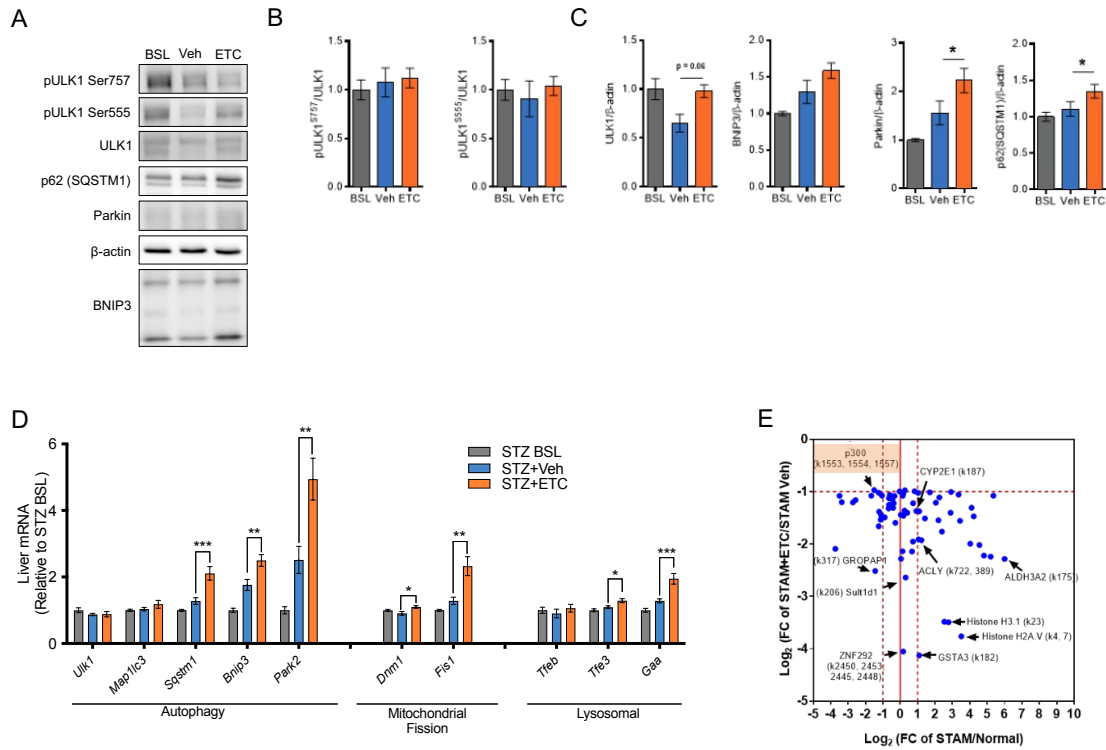 A
BSL Veh ETC
pULK1 Ser757
pULK1 Ser555
ULK1
p62 (SQSTM1)
Parkin
β-actin
BNIP3
B
pULK1 S757/ULK1
1.5
1.0
0.5
0.0
BSL Veh ETC
pULK1 S555/ULK1
1.5
1.0
0.5
0.0
BSL Veh ETC
C
ULK1/β-actin
1.5
1.0
0.5
0.0
p = 0.06
BSL Veh ETC
BNIP3/β-actin
2.0
1.5
1.0
0.5
0.0
BSL Veh ETC
Parkin/β-actin
3
2
1
0
*
BSL Veh ETC
p62(SQSTM1)/β-actin
2.0
1.5
1.0
0.5
0.0
*
BSL Veh ETC
D
Liver mRNA
(Relative to STZ BSL)
6
4
2
0
STZ BSL
STZ+Veh
STZ+ETC
*** ** ** * ** * ***
Ulk1 Map1lc3 Sqstm1 Bnip3 Park2 Dnm1 Fis1 Tfeb Tfe3 Gaa
Autophagy
Mitochondrial
Fission
Lysosomal
E
Log2 (FC of STAM+ETC/STAM Veh)
-1
-2
-3
-4
-5
p300
(k1553, 1554, 1557)
CYP2E1 (k187)
(k317) GROPAP1
ACLY (k722, 389)
ALDH3A2 (k175)
(k206) Sult1d1
Histone H3.1 (k23)
Histone H2A.V (k4, 7)
ZNF292
(k2450, 2453
2445, 2448)
GSTA3 (k182)
-5 -4 -3 -2 -1 0 1 2 3 4 5 6 7 8 9 10
Log2 (FC of STAM/Normal)